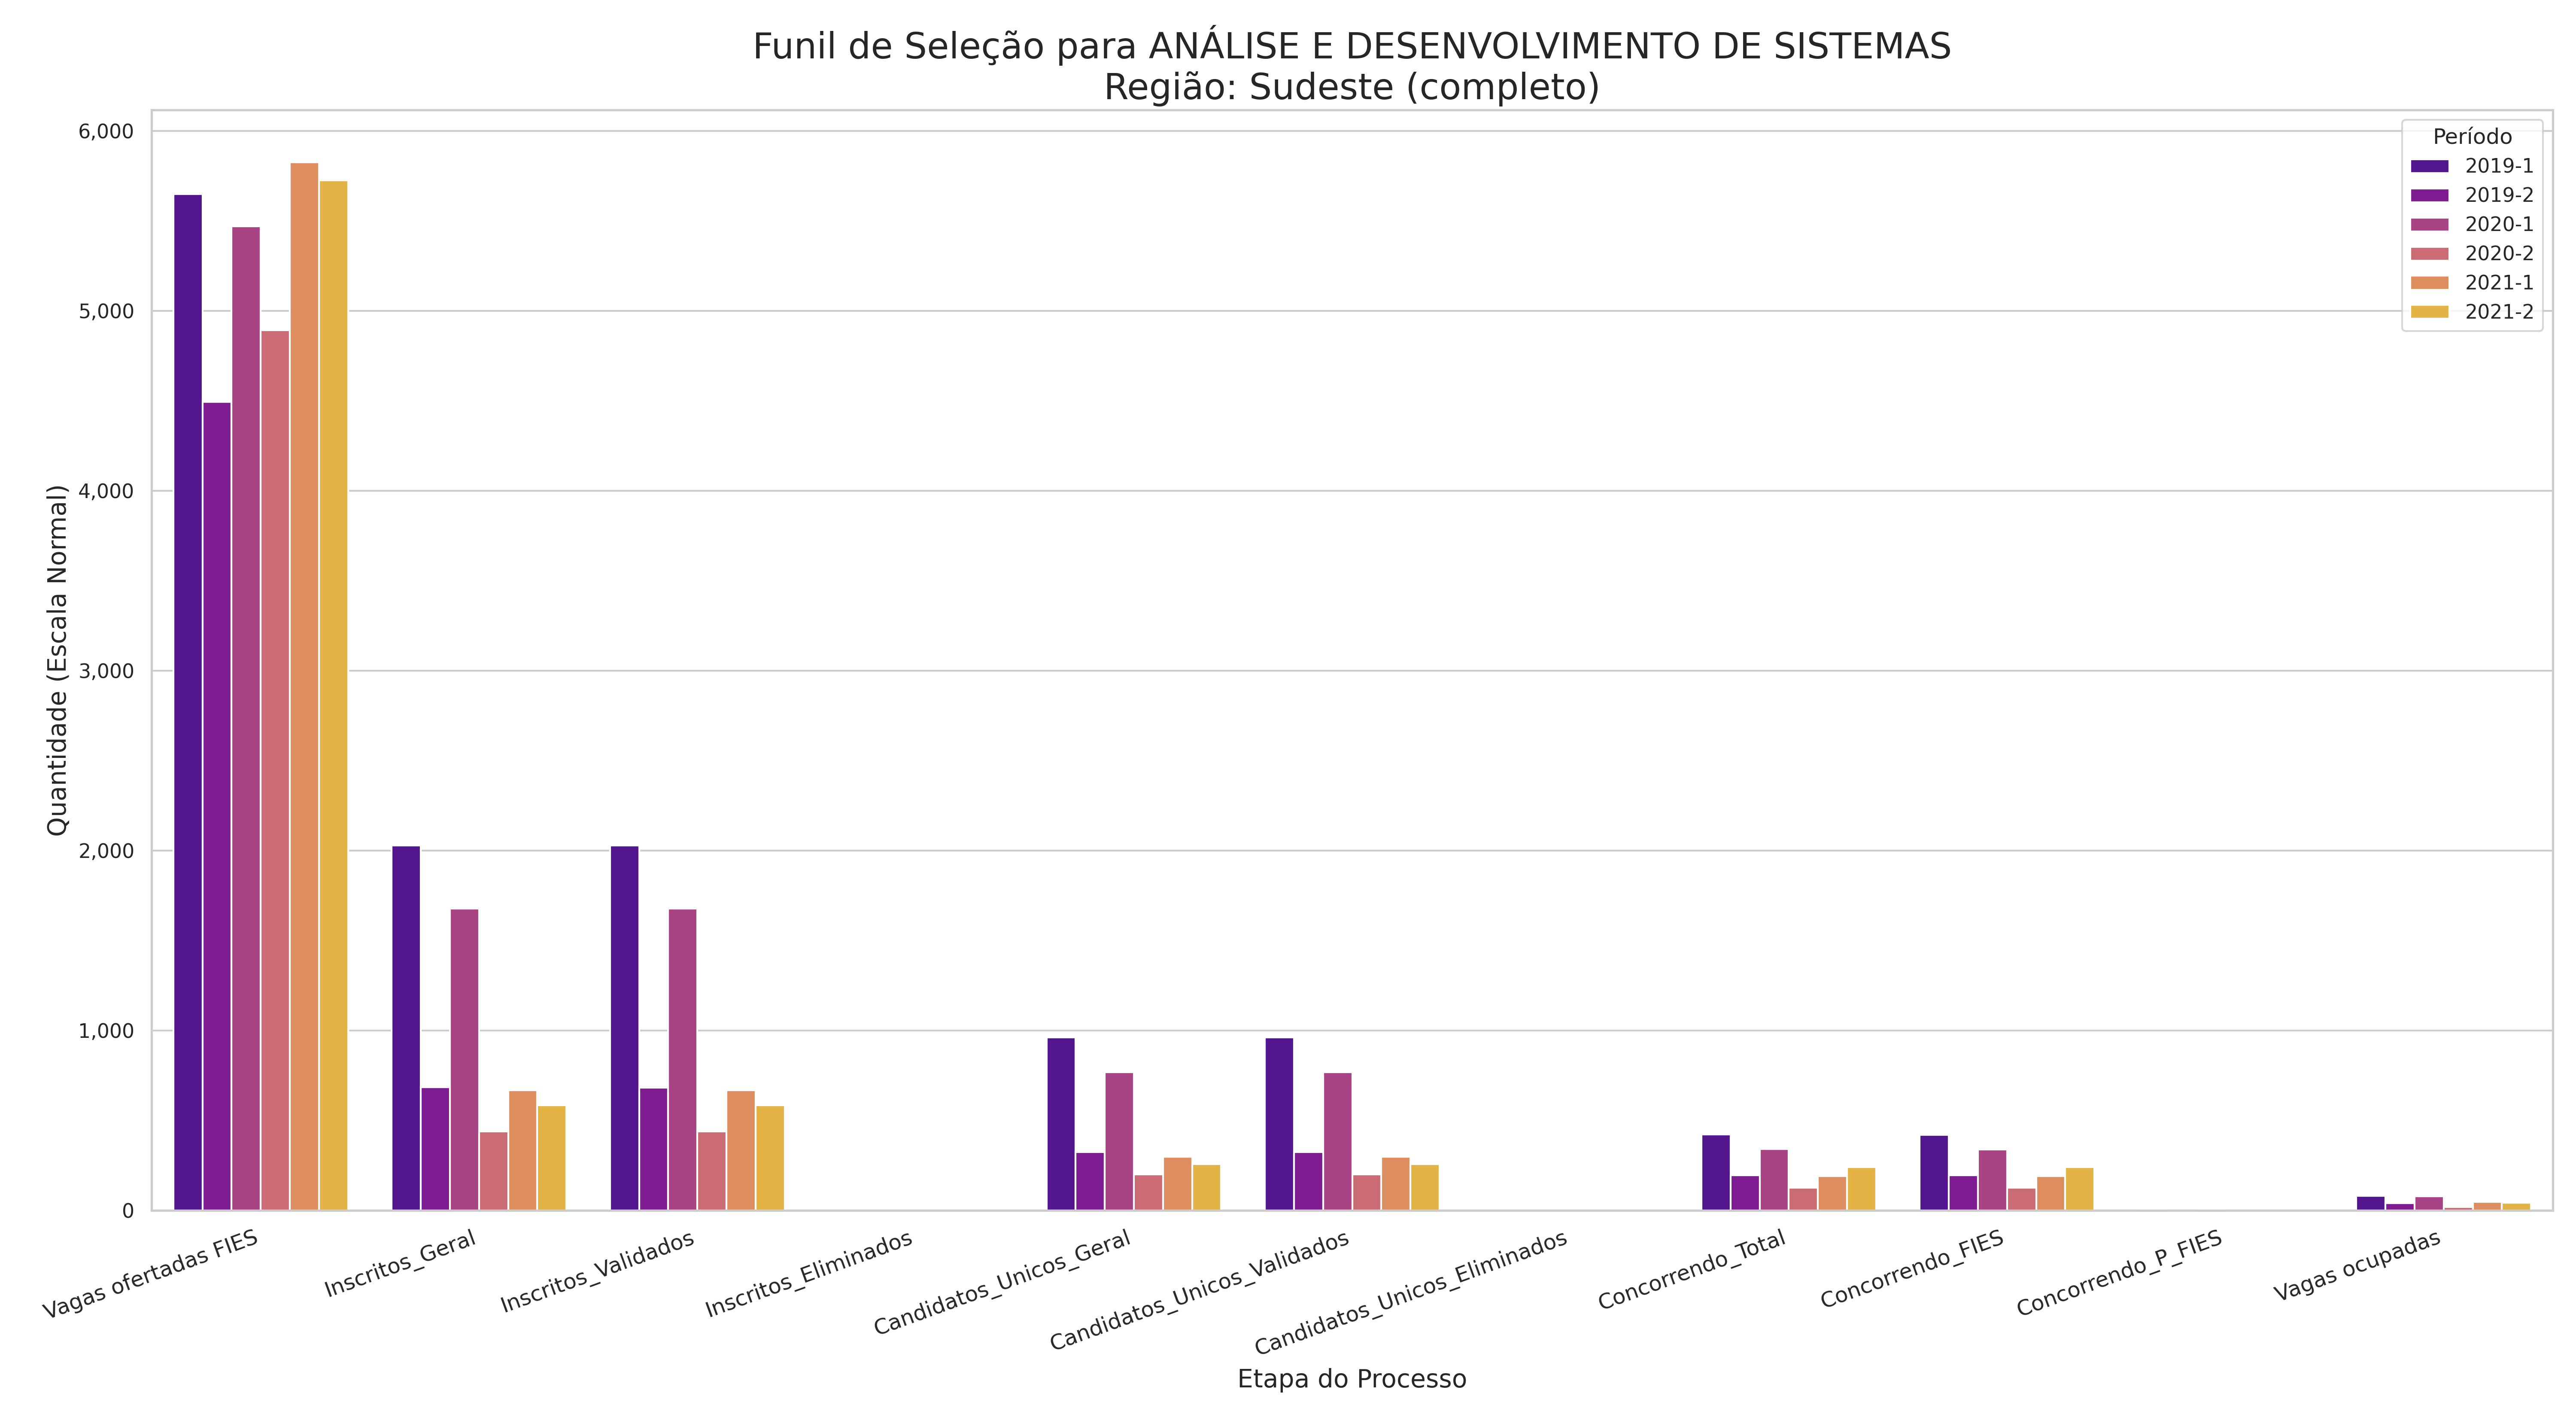 Funil de Seleção para ANÁLISE E DESENVOLVIMENTO DE SISTEMAS
Região: Sudeste (completo)
Quantidade (Escala Normal)
6,000
5,000
4,000
3,000
2,000
1,000
0
Período
2019-1
2019-2
2020-1
2020-2
2021-1
2021-2
Vagas ofertadas FIES
Inscritos_Geral
Inscritos_Validados
Inscritos_Eliminados
Candidatos_Unicos_Geral
Candidatos_Unicos_Validados
Candidatos_Unicos_Eliminados
Concorrendo_Total
Concorrendo_FIES
Concorrendo_P_FIES
Vagas ocupadas
Etapa do Processo